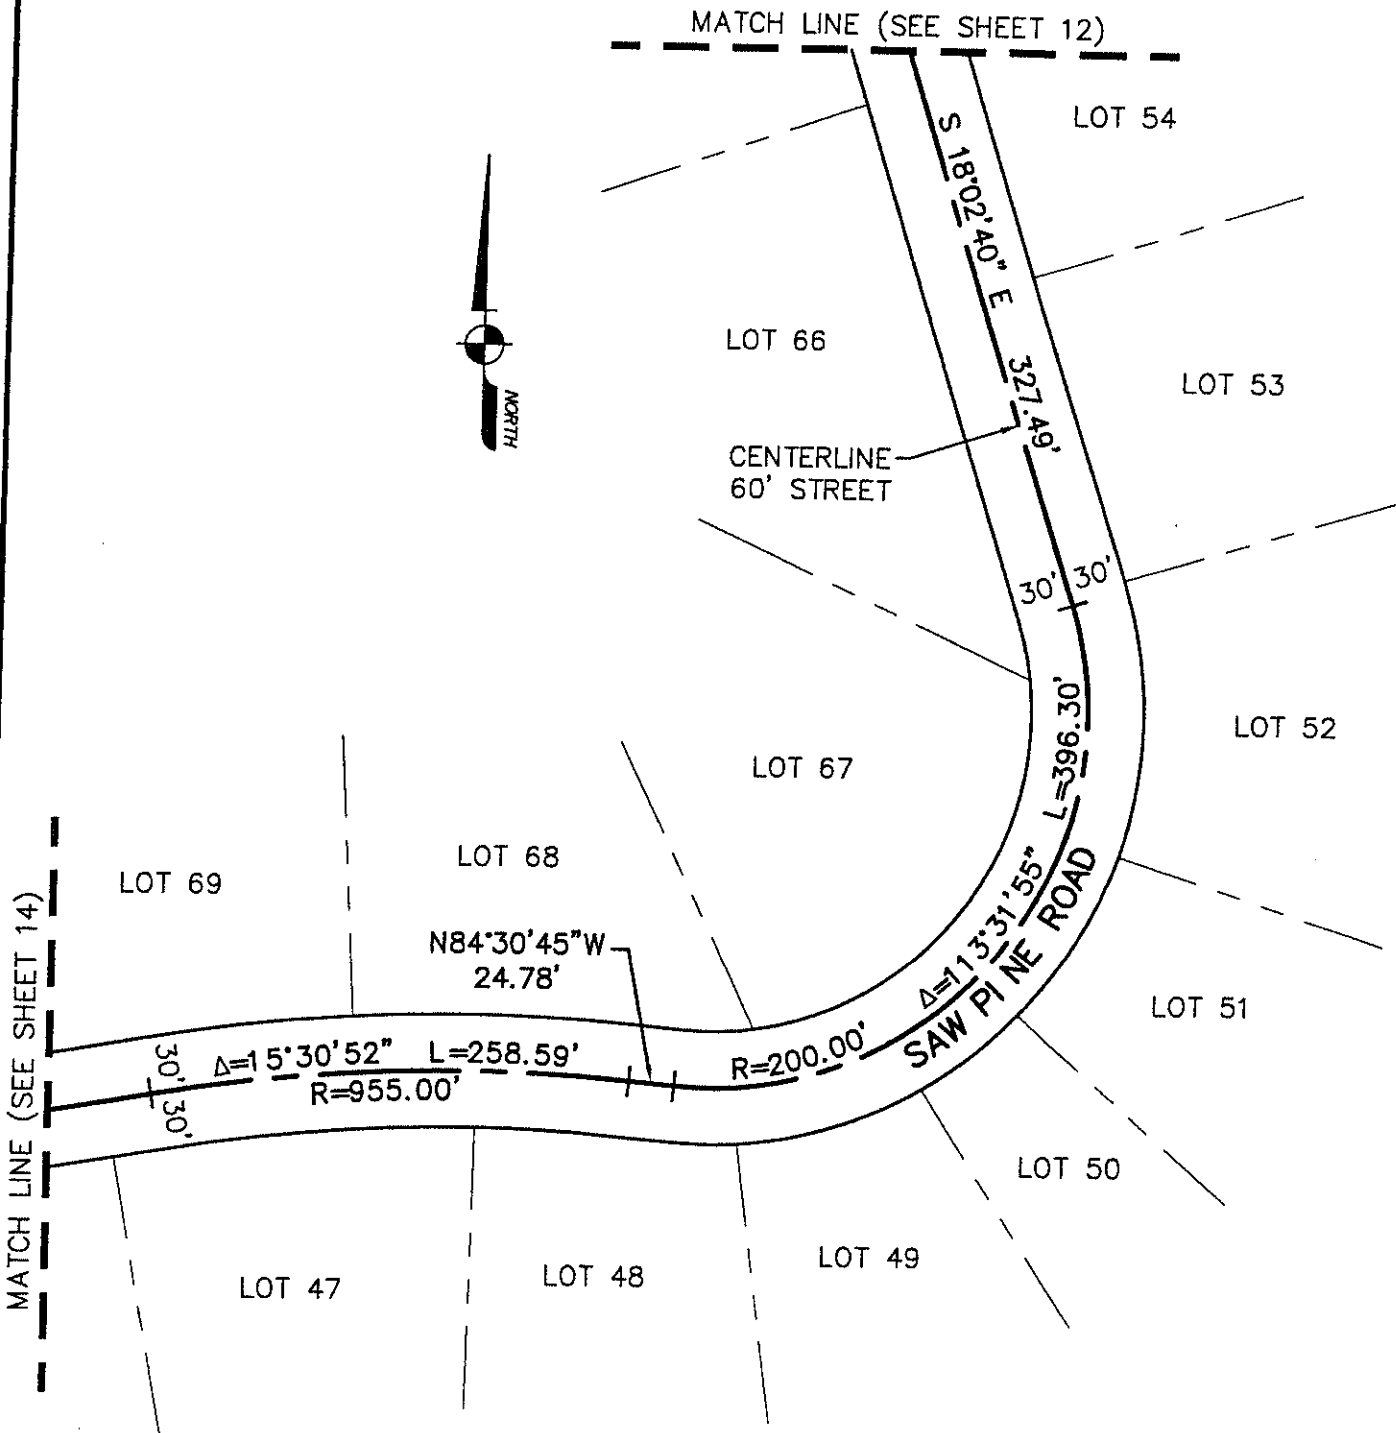 MATCH LINE (SEE SHEET 12)
LOT 54
S 18°02'40" E 327.49'
LOT 66
LOT 53
NORTH
CENTERLINE
60' STREET
30' 30'
LOT 52
LOT 67
L=396.30'
LOT 68
LOT 69
Δ=113°31'55"
SAW PINE ROAD
N84°30'45"W
24.78'
LOT 51
R=200.00'
MATCH LINE (SEE SHEET 14)
30'
30'
Δ=15°30'52" L=258.59'
R=955.00'
LOT 50
LOT 49
LOT 48
LOT 47